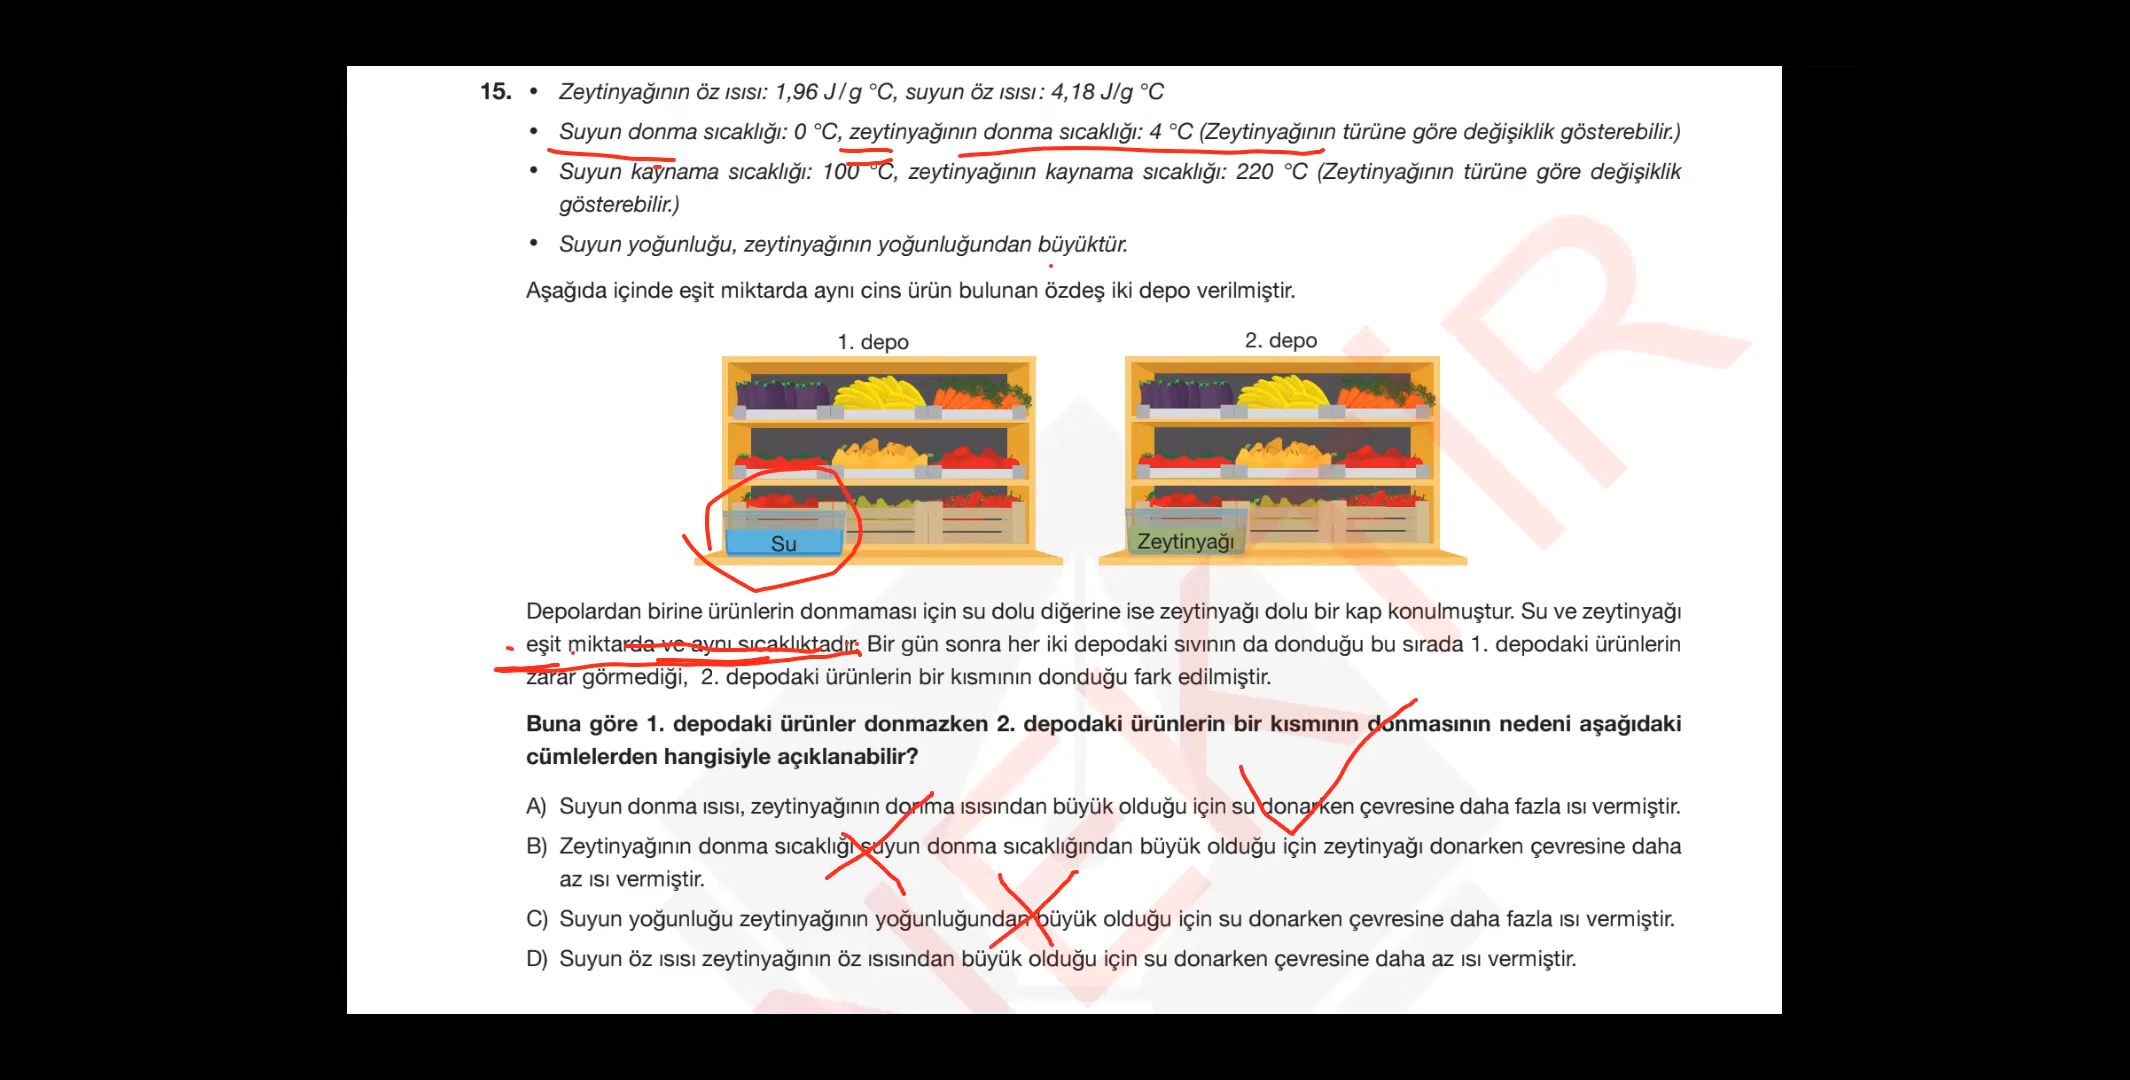 15. • Zeytinyağının öz ısısı: 1,96 J/g °C, suyun öz ısısı: 4,18 J/g °C
• Suyun donma sıcaklığı: 0 °C, zeytinyağının donma sıcaklığı: 4 °C (Zeytinyağının türüne göre değişiklik gösterebilir.)
• Suyun kaynama sıcaklığı: 100 °C, zeytinyağının kaynama sıcaklığı: 220 °C (Zeytinyağının türüne göre değişiklik
gösterebilir.)
• Suyun yoğunluğu, zeytinyağının yoğunluğundan büyüktür.
Aşağıda içinde eşit miktarda aynı cins ürün bulunan özdeş iki depo verilmiştir.
1. depo
2. depo
Su
Zeytinyağı
Depolardan birine ürünlerin donmaması için su dolu diğerine ise zeytinyağı dolu bir kap konulmuştur. Su ve zeytinyağı
eşit miktarda ve aynı sıcaklıktadır. Bir gün sonra her iki depodaki sıvının da donduğu bu sırada 1. depodaki ürünlerin
zarar görmediği, 2. depodaki ürünlerin bir kısmının donduğu fark edilmiştir.
Buna göre 1. depodaki ürünler donmazken 2. depodaki ürünlerin bir kısmının donmasının nedeni aşağıdaki
cümlelerden hangisiyle açıklanabilir?
A) Suyun donma ısısı, zeytinyağının donma ısısından büyük olduğu için su donarken çevresine daha fazla ısı vermiştir.
B) Zeytinyağının donma sıcaklığı suyun donma sıcaklığından büyük olduğu için zeytinyağı donarken çevresine daha
az ısı vermiştir.
C) Suyun yoğunluğu zeytinyağının yoğunluğundan büyük olduğu için su donarken çevresine daha fazla ısı vermiştir.
D) Suyun öz ısısı zeytinyağının öz ısısından büyük olduğu için su donarken çevresine daha az ısı vermiştir.